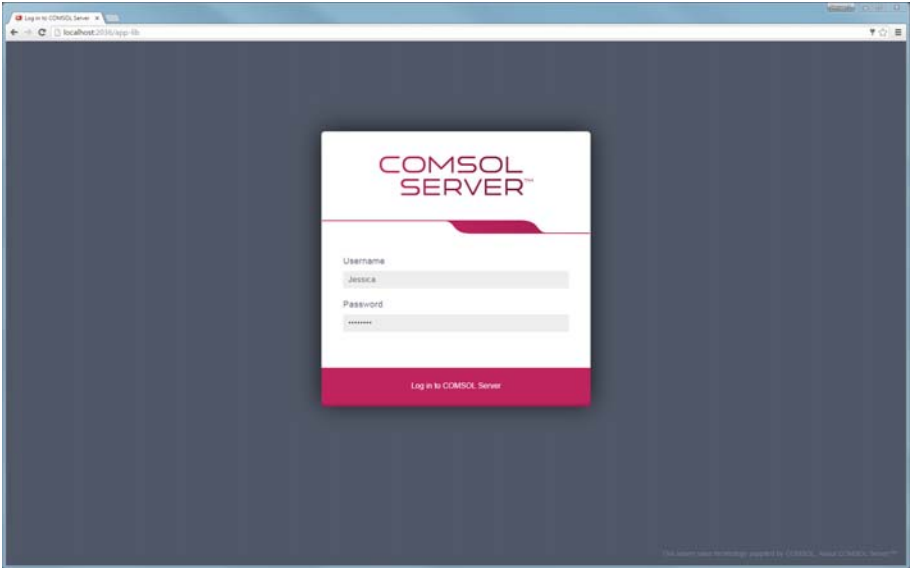 Log in to COMSOL Server
localhost:2036/app-lib
COMSOL
SERVER™
Username
Jessica
Password
••••••••
Log in to COMSOL Server